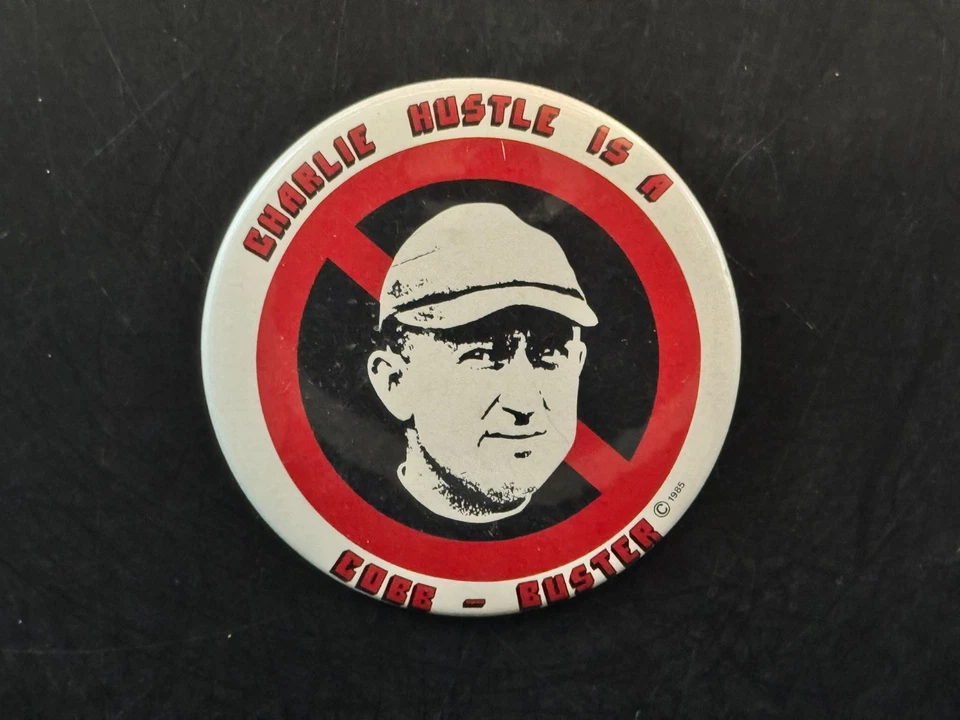 CHARLIE HUSTLE IS A
COBB - BUSTER
© 1985